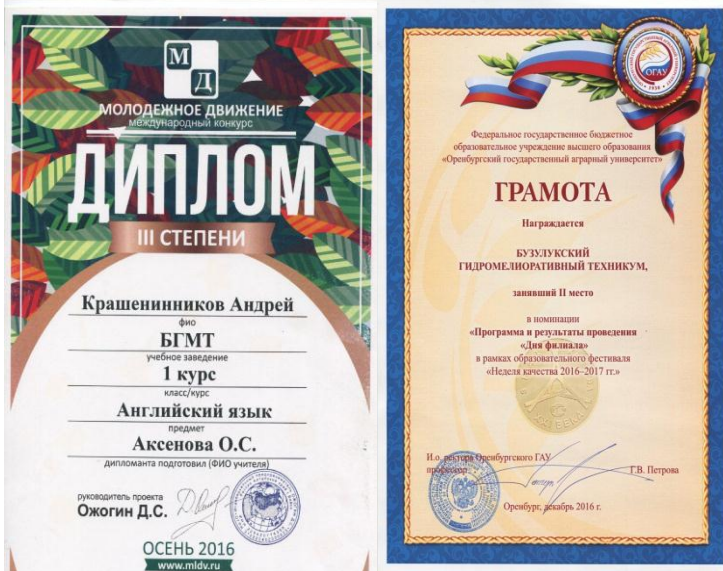 М
Д
МОЛОДЕЖНОЕ ДВИЖЕНИЕ
международный конкурс
ДИПЛОМ
III СТЕПЕНИ
Крашенинников Андрей
фио
БГМТ
учебное заведение
1 курс
класс/курс
Английский язык
предмет
Аксенова О.С.
дипломанта подготовил (ФИО учителя)
руководитель проекта
Ожогин Д.С.
ОСЕНЬ 2016
www.mldv.ru
ОГАУ
1930
Федеральное государственное бюджетное
образовательное учреждение высшего образования
«Оренбургский государственный аграрный университет»
ГРАМОТА
Награждается
БУЗУЛУКСКИЙ
ГИДРОМЕЛИОРАТИВНЫЙ ТЕХНИКУМ,
занявший II место
в номинации
«Программа и результаты проведения
«Дня филиала»
в рамках образовательного фестиваля
«Неделя качества 2016–2017 гг.»
И.о. ректора Оренбургского ГАУ
профессор
Г.В. Петрова
Оренбург, декабрь 2016 г.